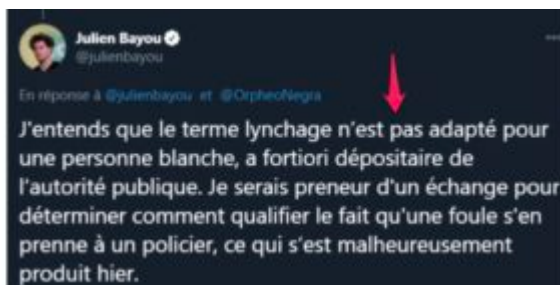 Julien Bayou
@julienbayou
En réponse à @julienbayou et @OrpheoNegra
J'entends que le terme lynchage n'est pas adapté pour
une personne blanche, a fortiori dépositaire de
l'autorité publique. Je serais preneur d'un échange pour
déterminer comment qualifier le fait qu'une foule s'en
prenne à un policier, ce qui s'est malheureusement
produit hier.